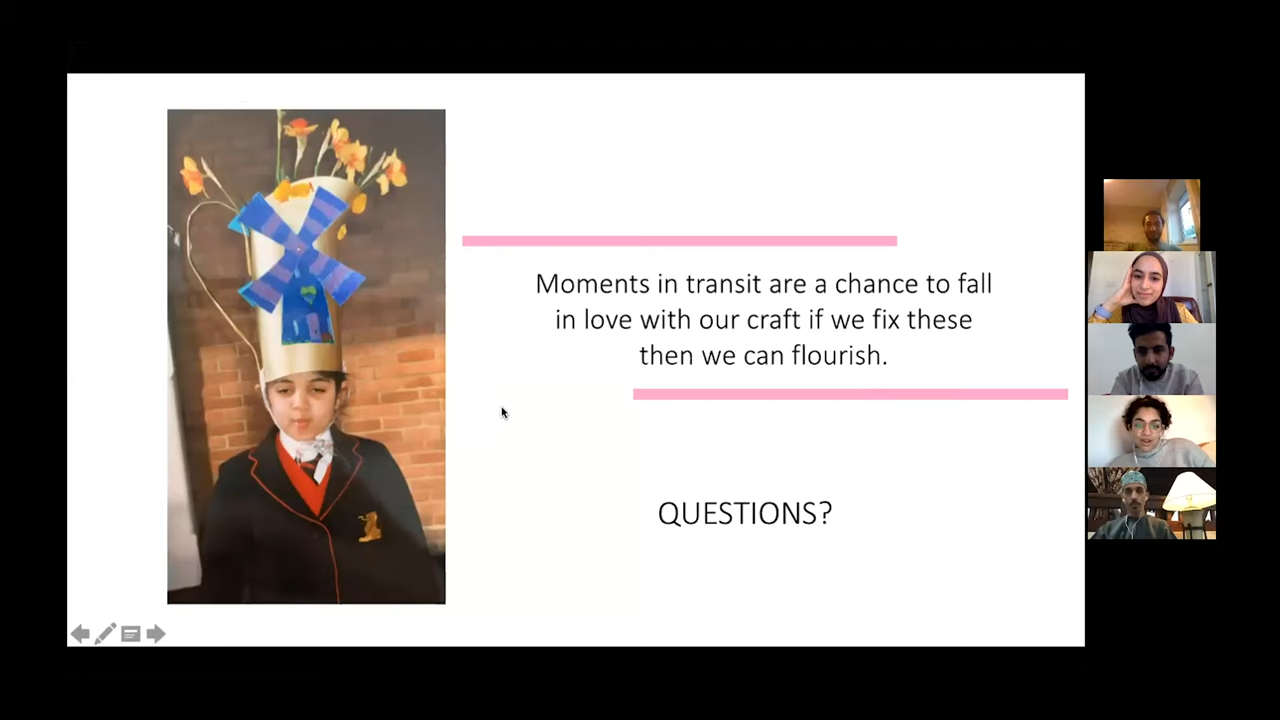 Moments in transit are a chance to fall
in love with our craft if we fix these
then we can flourish.
QUESTIONS?